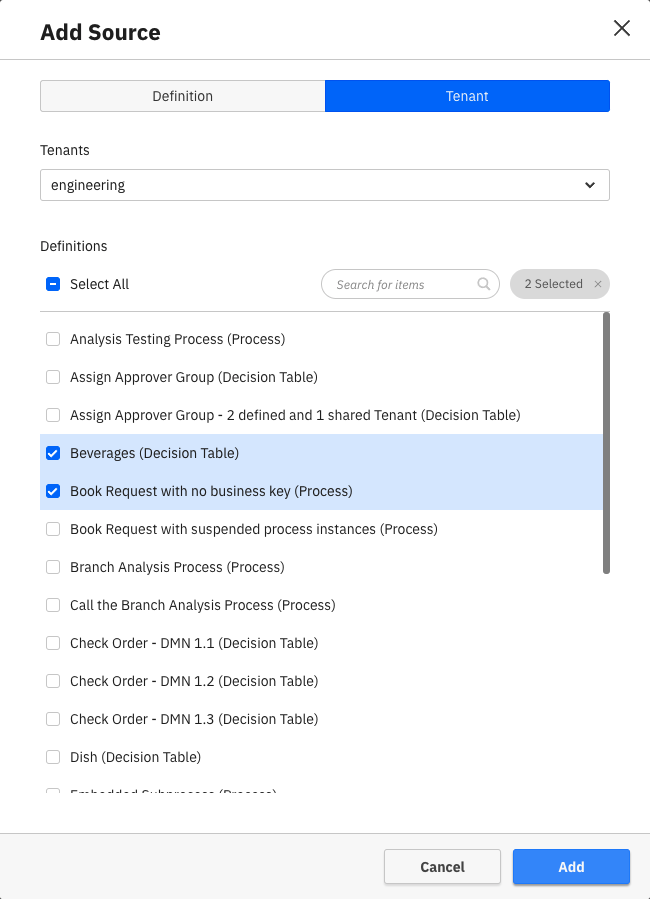 Add Source
Definition
Tenant
Tenants
engineering
Definitions
Select All
Search for items
2 Selected
Analysis Testing Process (Process)
Assign Approver Group (Decision Table)
Assign Approver Group - 2 defined and 1 shared Tenant (Decision Table)
Beverages (Decision Table)
Book Request with no business key (Process)
Book Request with suspended process instances (Process)
Branch Analysis Process (Process)
Call the Branch Analysis Process (Process)
Check Order - DMN 1.1 (Decision Table)
Check Order - DMN 1.2 (Decision Table)
Check Order - DMN 1.3 (Decision Table)
Dish (Decision Table)
Embedded Subprocess (Process)
Cancel
Add